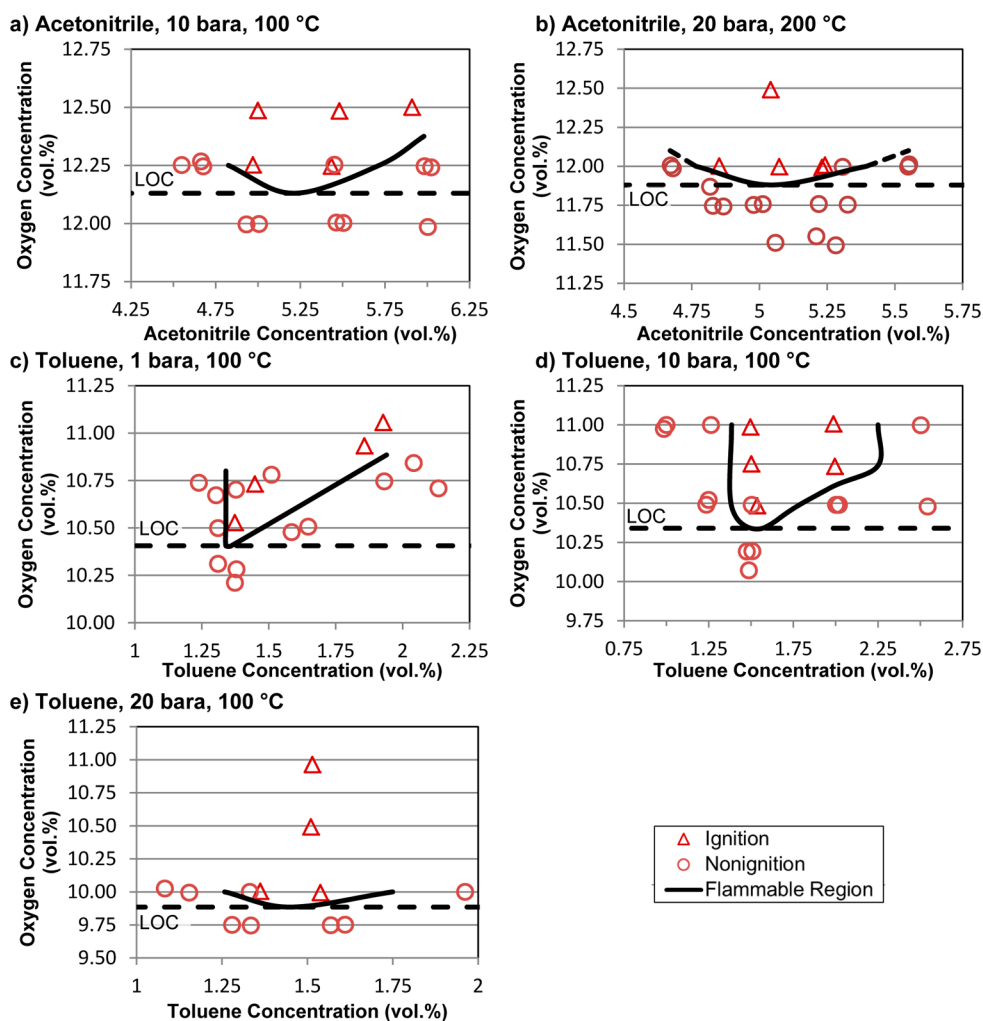 a) Acetonitrile, 10 bara, 100 °C
Oxygen Concentration
(vol.%)
12.75
12.50
12.25
12.00
11.75
LOC
4.25 4.75 5.25 5.75 6.25
Acetonitrile Concentration (vol.%)
b) Acetonitrile, 20 bara, 200 °C
Oxygen Concentration
(vol.%)
12.75
12.50
12.25
12.00
11.75
11.50
11.25
LOC
4.5 4.75 5 5.25 5.5 5.75
Acetonitrile Concentration (vol.%)
c) Toluene, 1 bara, 100 °C
Oxygen Concentration
(vol.%)
11.25
11.00
10.75
10.50
10.25
10.00
LOC
1 1.25 1.5 1.75 2 2.25
Toluene Concentration (vol.%)
d) Toluene, 10 bara, 100 °C
Oxygen Concentration
(vol.%)
11.25
11.00
10.75
10.50
10.25
10.00
9.75
LOC
0.75 1.25 1.75 2.25 2.75
Toluene Concentration (vol.%)
e) Toluene, 20 bara, 100 °C
Oxygen Concentration
(vol.%)
11.25
11.00
10.75
10.50
10.25
10.00
9.75
9.50
LOC
1 1.25 1.5 1.75 2
Toluene Concentration (vol.%)
Ignition
Nonignition
Flammable Region